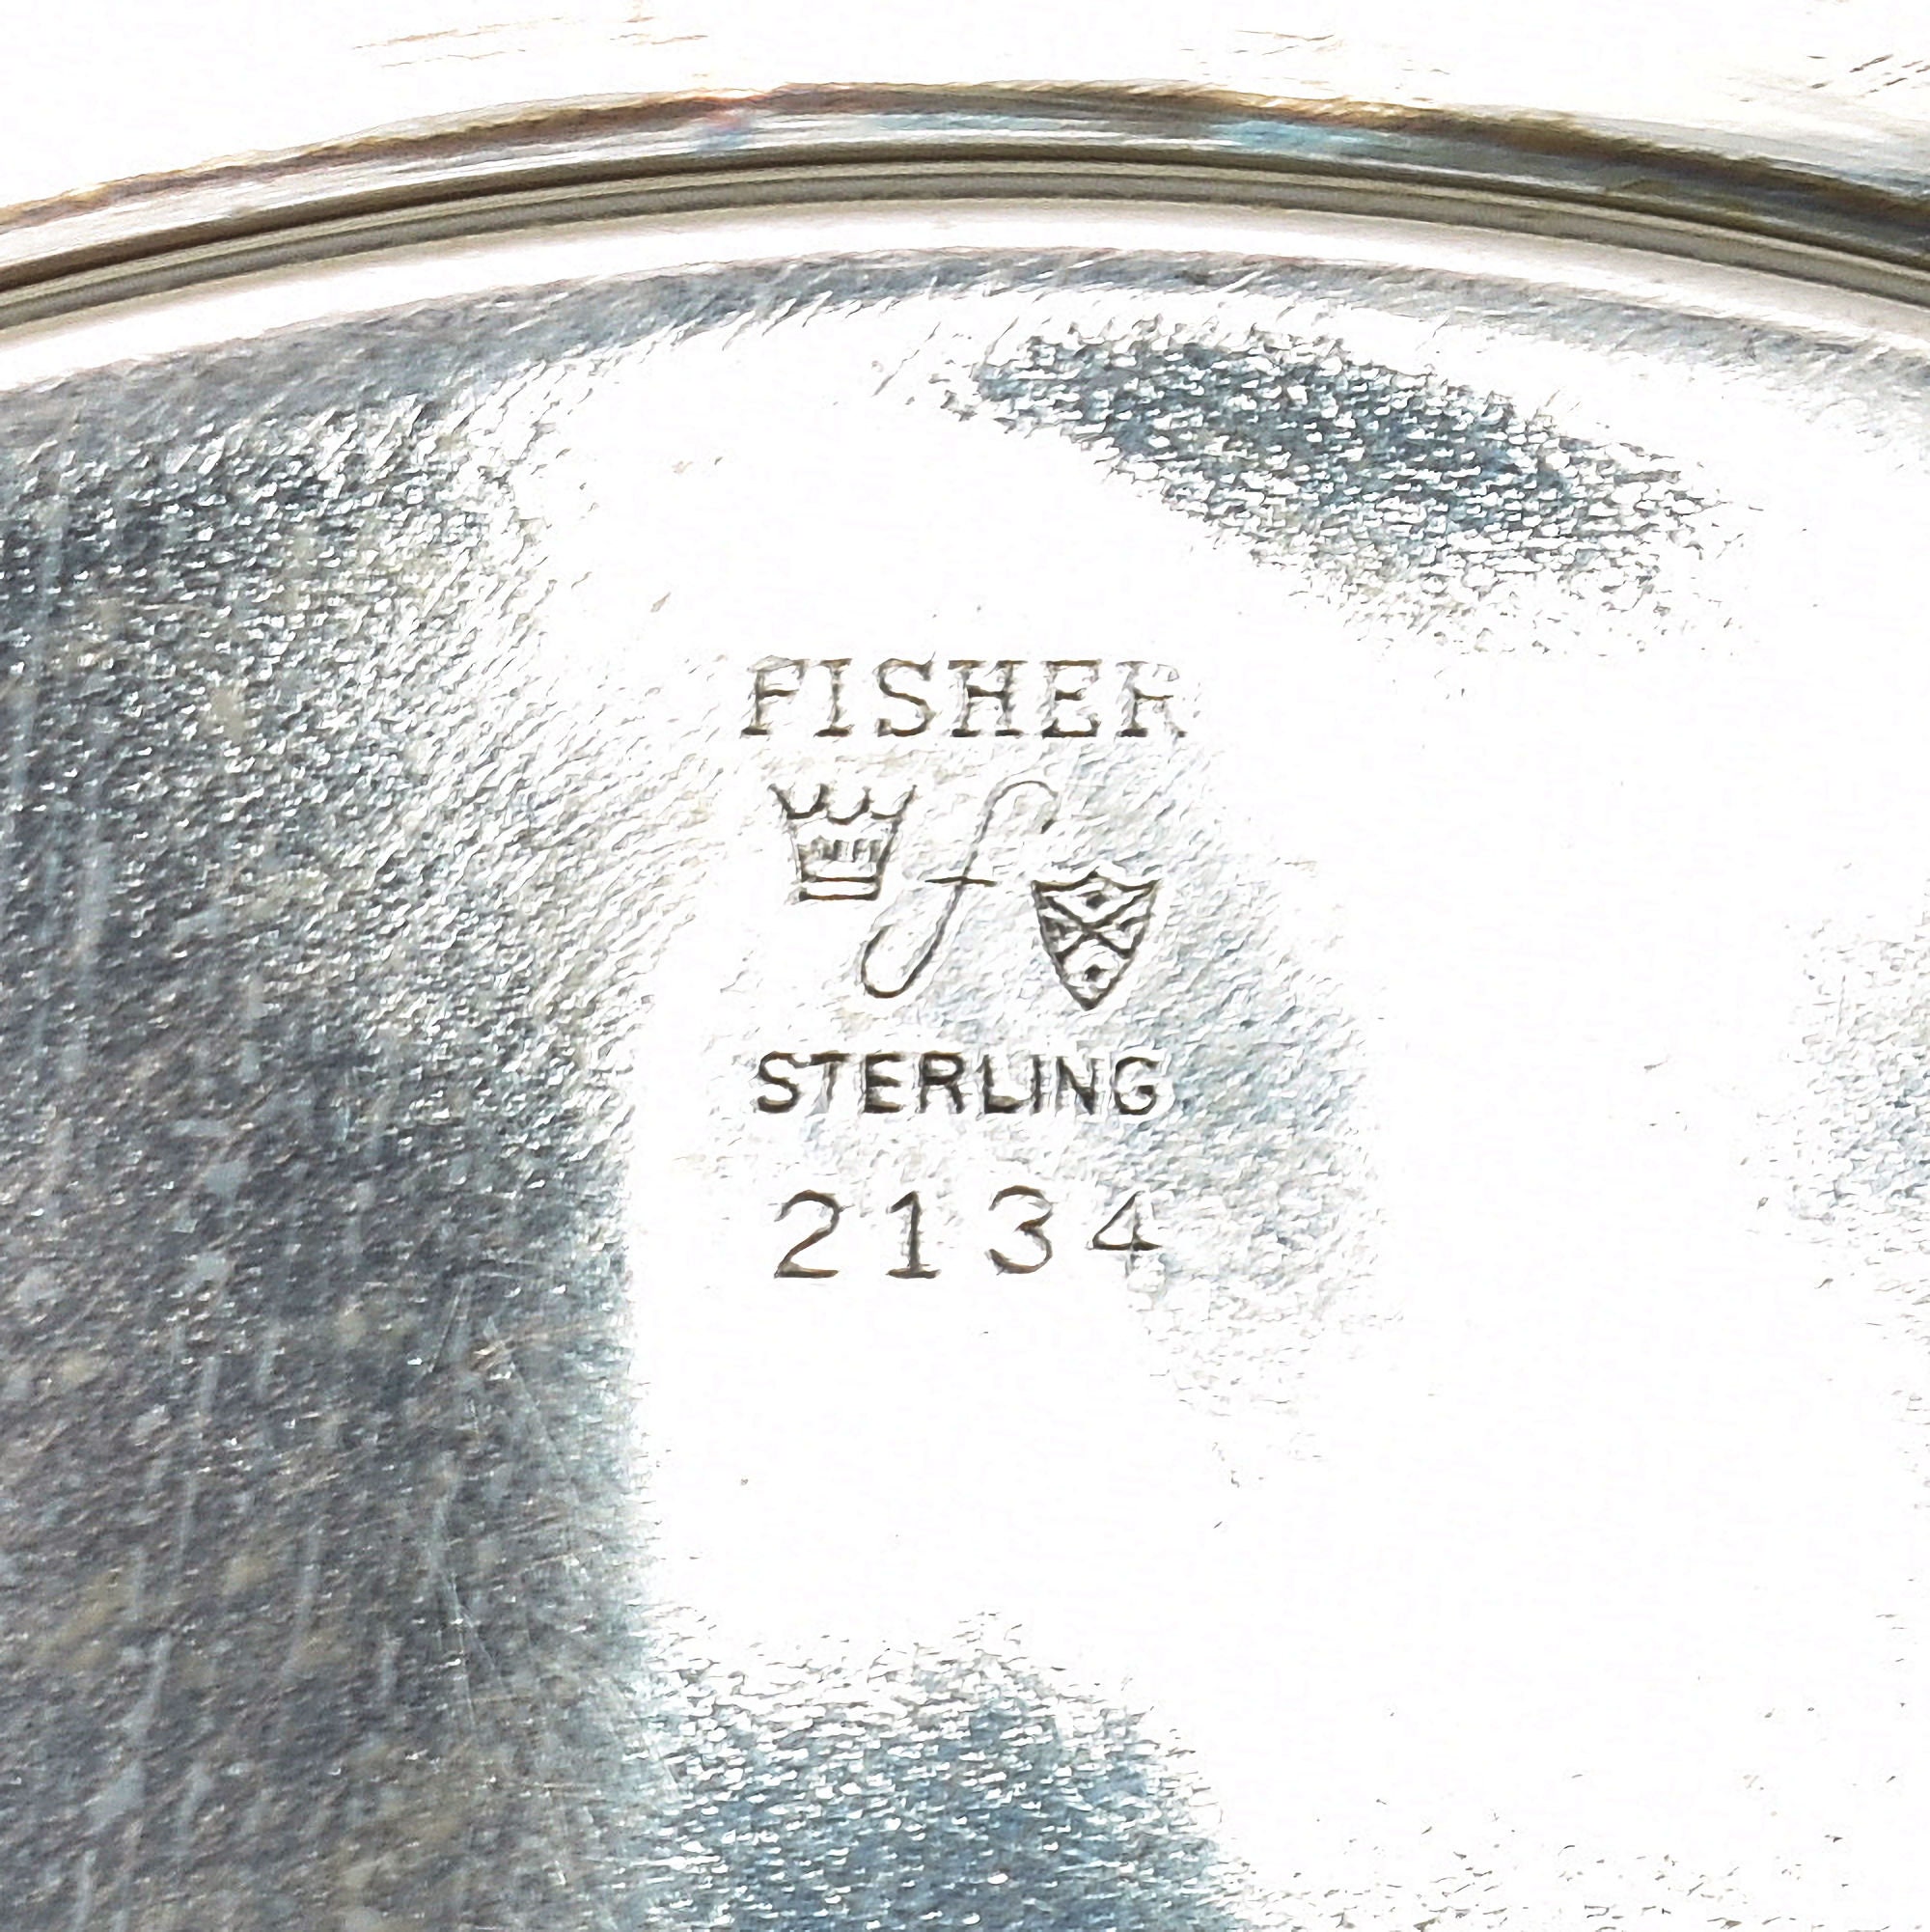 FISHER
f
STERLING
2134